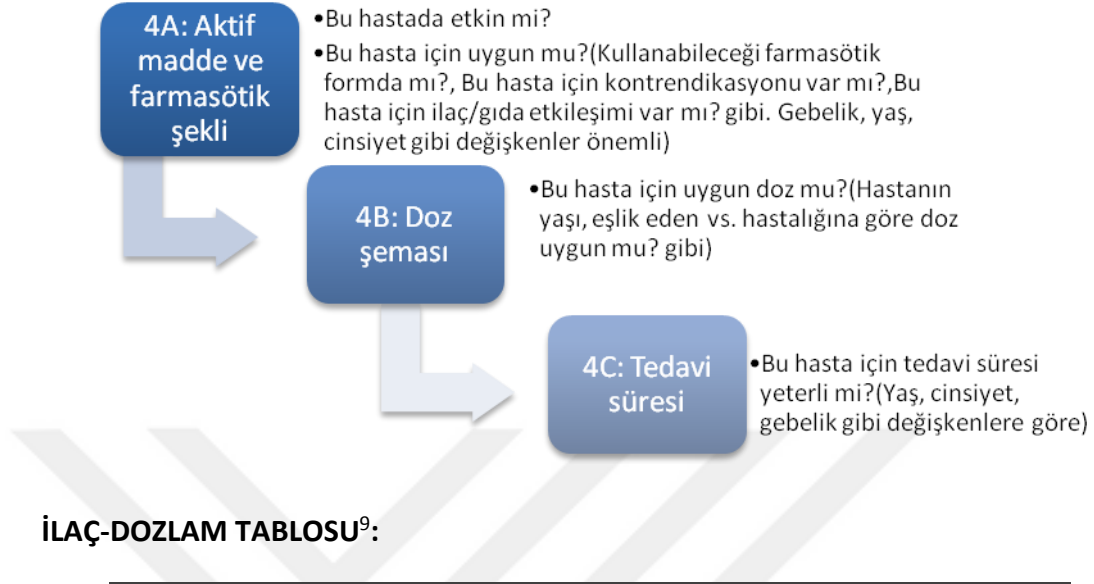 4A: Aktif
madde ve
farmasötik
şekli
•Bu hastada etkin mi?
•Bu hasta için uygun mu?(Kullanabileceği farmasötik
formda mı?, Bu hasta için kontrendikasyonu var mı?,Bu
hasta için ilaç/gıda etkileşimi var mı? gibi. Gebelik, yaş,
cinsiyet gibi değişkenler önemli)
4B: Doz
şeması
•Bu hasta için uygun doz mu?(Hastanın
yaşı, eşlik eden vs. hastalığına göre doz
uygun mu? gibi)
4C: Tedavi
süresi
•Bu hasta için tedavi süresi
yeterli mi?(Yaş, cinsiyet,
gebelik gibi değişkenlere göre)
İLAÇ-DOZLAM TABLOSU⁹: